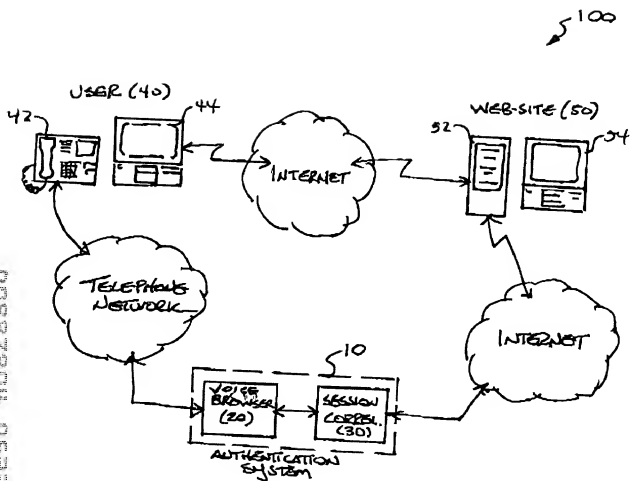 100
USER (40)
42
44
WEB-SITE (50)
52
54
INTERNET
TELEPHONE
NETWORK
INTERNET
10
VOICE
BROWSER
(20)
SESSION
CORREL.
(30)
AUTHENTICATION
SYSTEM